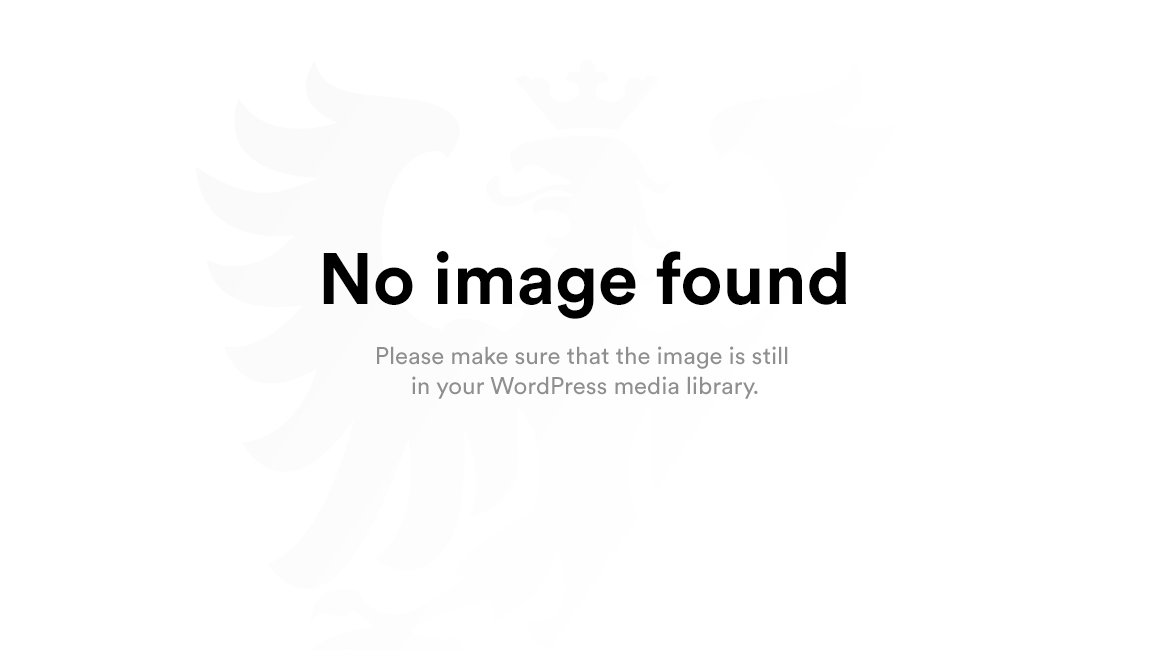 No image found
Please make sure that the image is still
in your WordPress media library.